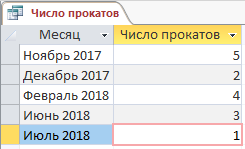 Число прокатов
Месяц Число прокатов
Ноябрь 2017 5
Декабрь 2017 2
Февраль 2018 4
Июнь 2018 3
Июль 2018 1